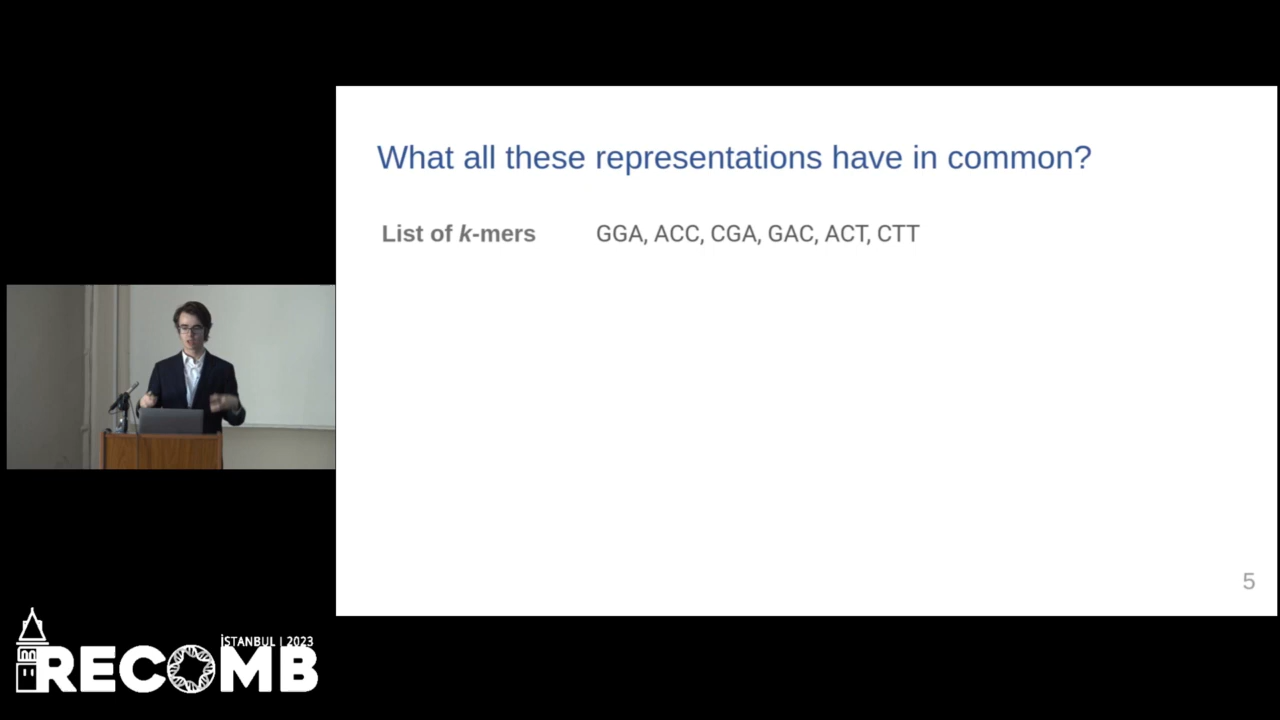 What all these representations have in common?
List of k-mers GGA, ACC, CGA, GAC, ACT, CTT
5
İSTANBUL | 2023
RECOMB